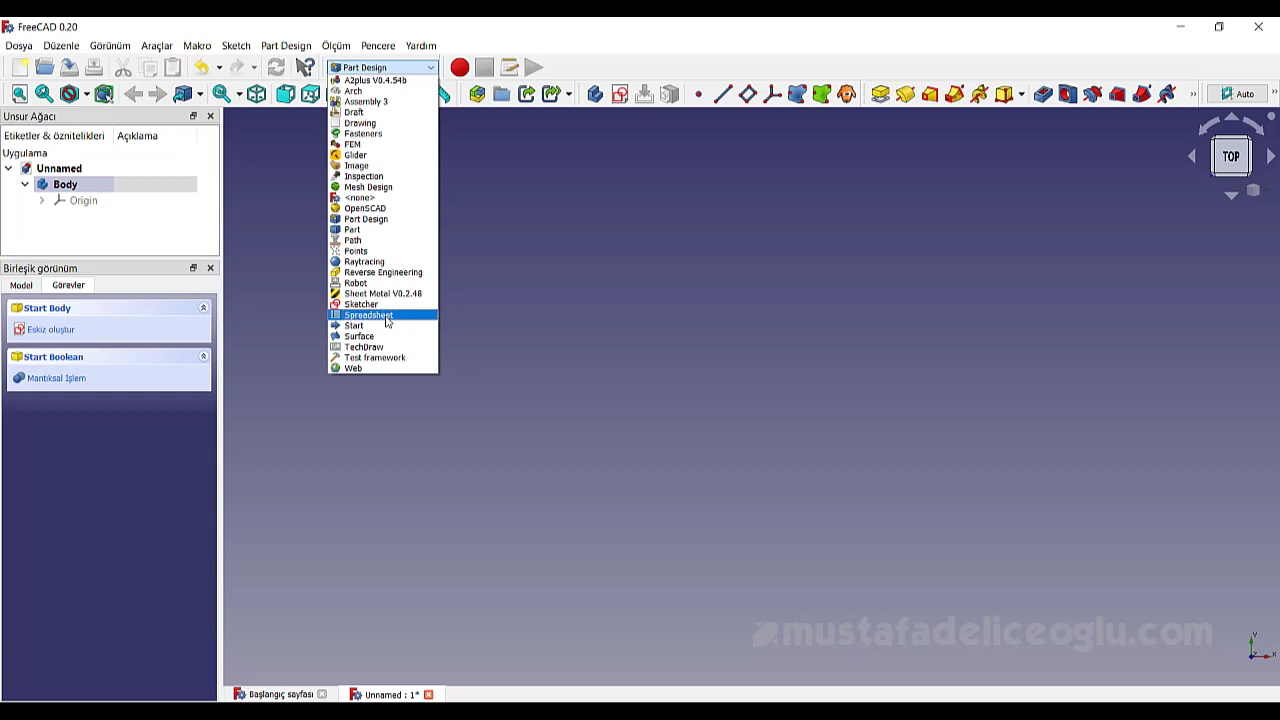 FreeCAD 0.20
Dosya Düzenle Görünüm Araçlar Makro Sketch Part Design Ölçüm Pencere Yardım
Part Design
Auto
Unsur Ağacı
Etiketler & öznitelikleri Açıklama
Uygulama
Unnamed
Body
Origin
Birleşik görünüm
Model Görevler
Start Body
Eskiz oluştur
Start Boolean
Mantıksal İşlem
A2plus V0.4.54b
Arch
Assembly 3
Draft
Drawing
Fasteners
FEM
Glider
Image
Inspection
Mesh Design
<none>
OpenSCAD
Part Design
Part
Path
Points
Raytracing
Reverse Engineering
Robot
Sheet Metal V0.2.48
Sketcher
Spreadsheet
Start
Surface
TechDraw
Test framework
Web
TOP
mustafadeliceoglu.com
Y
X
Başlangıç sayfası
Unnamed : 1*